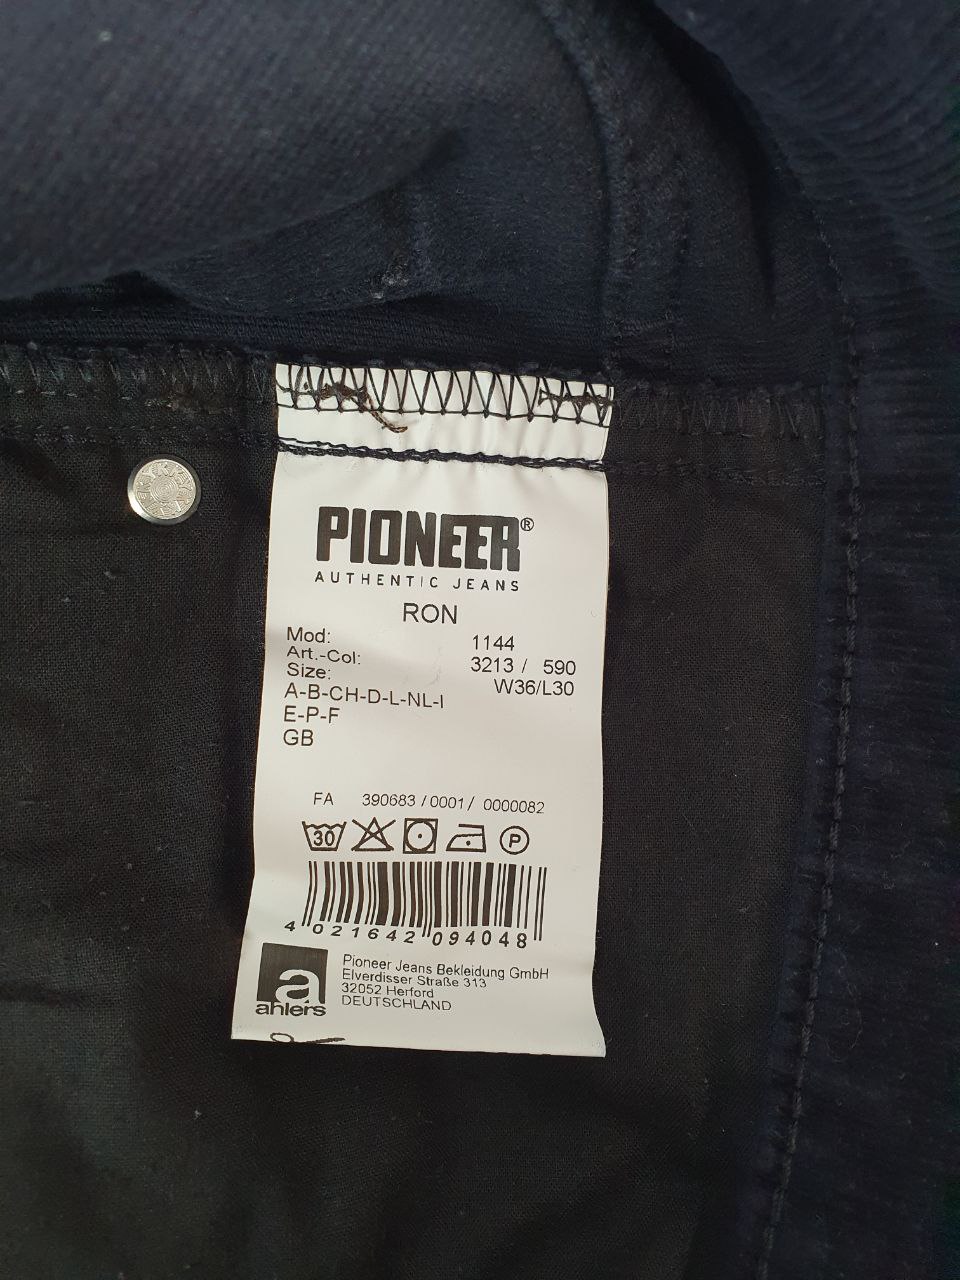 PIONEER®
AUTHENTIC JEANS
RON
Mod: 1144
Art.-Col: 3213 / 590
Size: W36/L30
A-B-CH-D-L-NL-I
E-P-F
GB
FA 390683 / 0001 / 0000082
30 P
4 021642 094048
a
ahlers
Pioneer Jeans Bekleidung GmbH
Elverdisser Straße 313
32052 Herford
DEUTSCHLAND